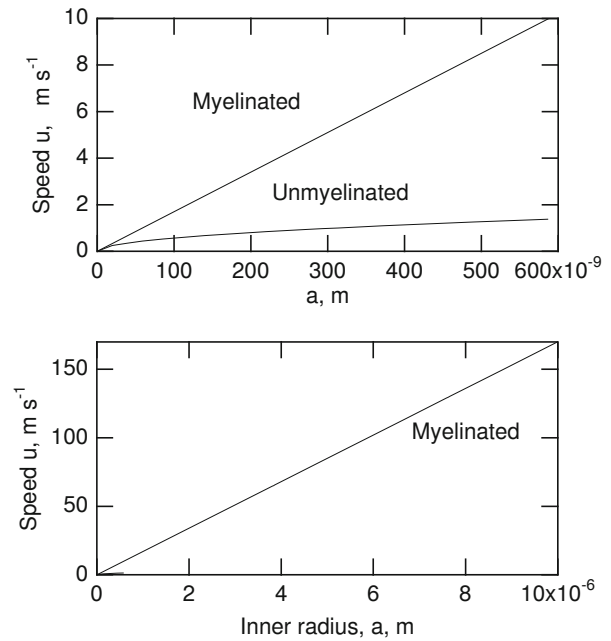 10
8
6
4
2
0
Speed u, m s⁻¹
Myelinated
Unmyelinated
0 100 200 300 400 500 600x10⁻⁹
a, m
150
100
50
0
Speed u, m s⁻¹
Myelinated
0 2 4 6 8 10x10⁻⁶
Inner radius, a, m